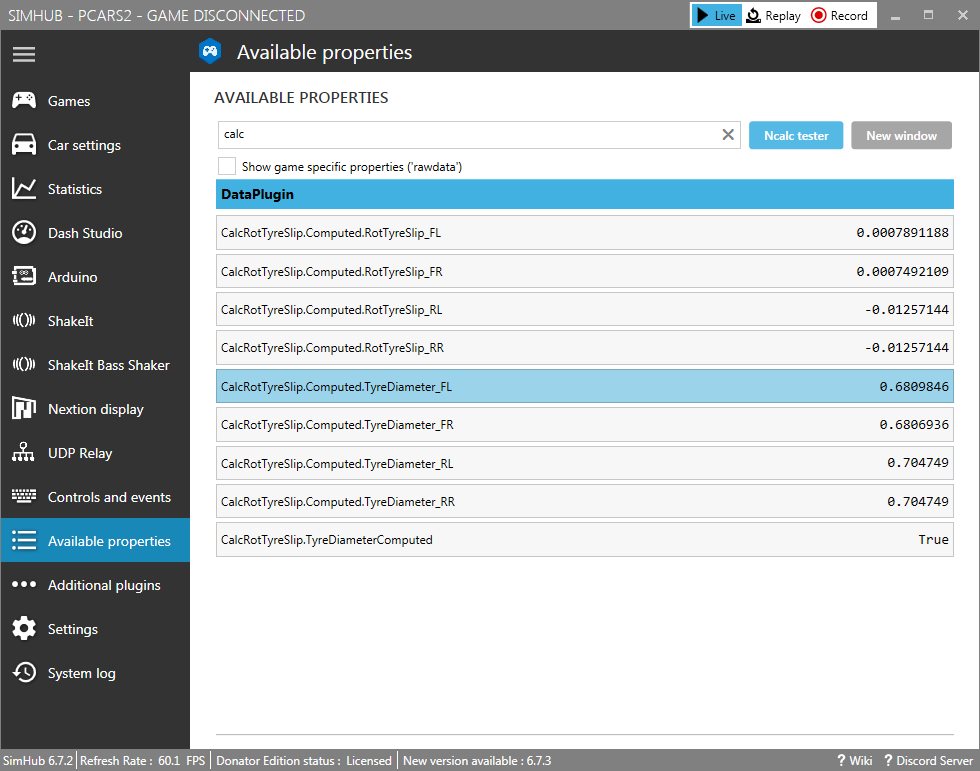 SIMHUB - PCARS2 - GAME DISCONNECTED
Live Replay Record
Available properties
Games
Car settings
Statistics
Dash Studio
Arduino
ShakeIt
ShakeIt Bass Shaker
Nextion display
UDP Relay
Controls and events
Available properties
Additional plugins
Settings
System log
AVAILABLE PROPERTIES
calc
Ncalc tester
New window
Show game specific properties ('rawdata')
DataPlugin
CalcRotTyreSlip.Computed.RotTyreSlip_FL 0.0007891188
CalcRotTyreSlip.Computed.RotTyreSlip_FR 0.0007492109
CalcRotTyreSlip.Computed.RotTyreSlip_RL -0.01257144
CalcRotTyreSlip.Computed.RotTyreSlip_RR -0.01257144
CalcRotTyreSlip.Computed.TyreDiameter_FL 0.6809846
CalcRotTyreSlip.Computed.TyreDiameter_FR 0.6806936
CalcRotTyreSlip.Computed.TyreDiameter_RL 0.704749
CalcRotTyreSlip.Computed.TyreDiameter_RR 0.704749
CalcRotTyreSlip.TyreDiameterComputed True
SimHub 6.7.2 Refresh Rate : 60.1 FPS Donator Edition status : Licensed New version available : 6.7.3 ? Wiki ? Discord Server